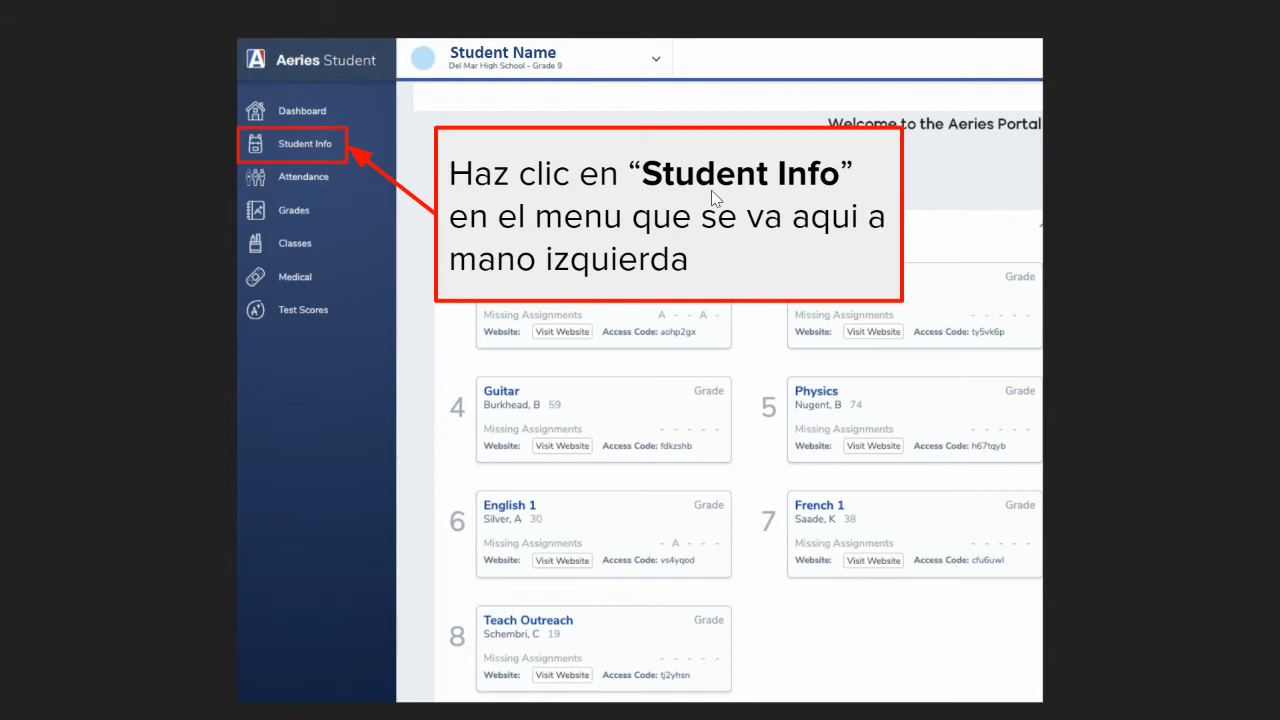 Aeries Student
Student Name
Del Mar High School - Grade 9
Dashboard
Student Info
Attendance
Grades
Classes
Medical
Test Scores
Welcome to the Aeries Portal
Haz clic en “Student Info”
en el menu que se va aqui a
mano izquierda
Grade
Missing Assignments A - - A -
Website: Visit Website Access Code: aohp2gx
Missing Assignments - - - - -
Website: Visit Website Access Code: ty5vk6p
4
Guitar Grade
Burkhead, B 59
Missing Assignments - - - - -
Website: Visit Website Access Code: fdkzshb
5
Physics Grade
Nugent, B 74
Missing Assignments - - - - -
Website: Visit Website Access Code: h67tqyb
6
English 1 Grade
Silver, A 30
Missing Assignments - A - - -
Website: Visit Website Access Code: vs4yqod
7
French 1 Grade
Saade, K 38
Missing Assignments - - - - -
Website: Visit Website Access Code: cfu6uwl
8
Teach Outreach Grade
Schembri, C 19
Missing Assignments - - - - -
Website: Visit Website Access Code: tj2yhsn